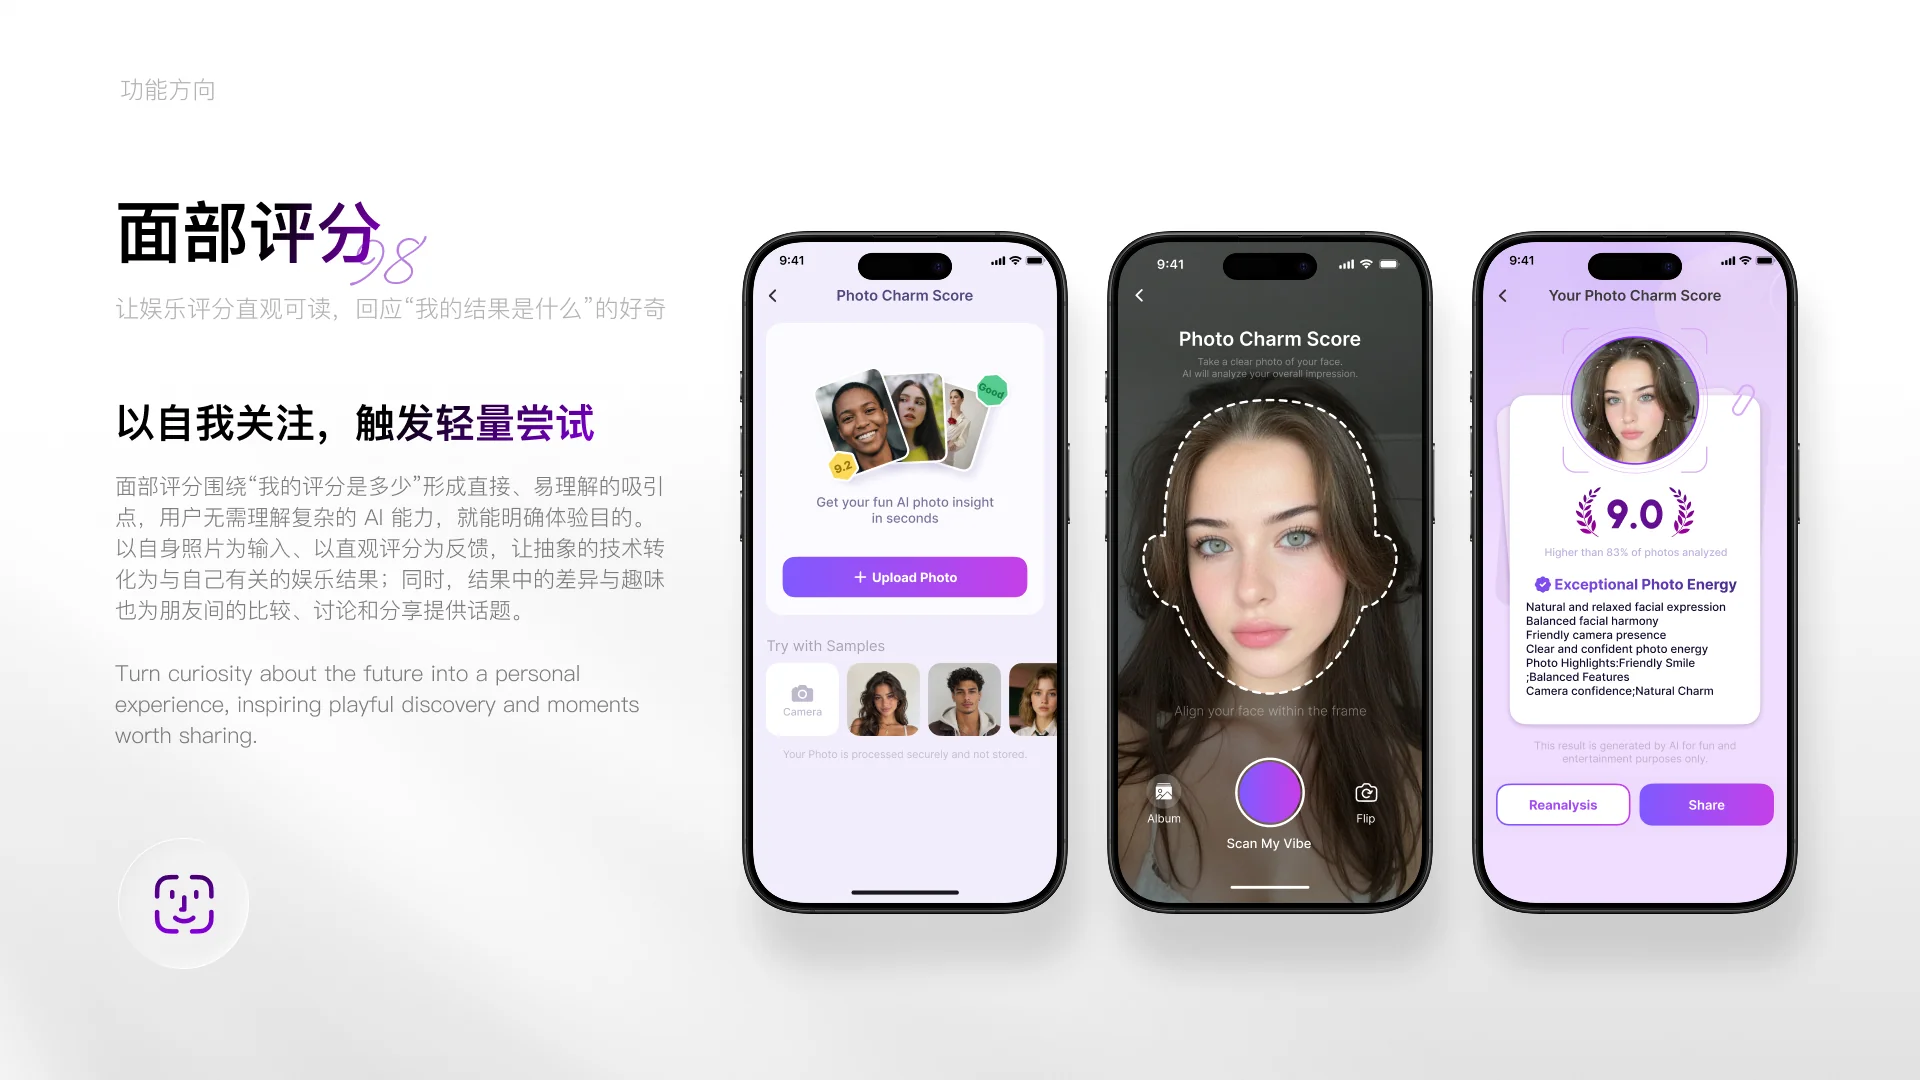 功能方向
面部评分
98
让娱乐评分直观可读，回应“我的结果是什么”的好奇
以自我关注，触发轻量尝试
面部评分围绕“我的评分是多少”形成直接、易理解的吸引
点，用户无需理解复杂的 AI 能力，就能明确体验目的。
以自身照片为输入、以直观评分为反馈，让抽象的技术转
化为与自己有关的娱乐结果；同时，结果中的差异与趣味
也为朋友间的比较、讨论和分享提供话题。
Turn curiosity about the future into a personal
experience, inspiring playful discovery and moments
worth sharing.
9:41
Photo Charm Score
Good
9.2
Get your fun AI photo insight
in seconds
+ Upload Photo
Try with Samples
Camera
Your Photo is processed securely and not stored.
9:41
Photo Charm Score
Take a clear photo of your face.
AI will analyze your overall impression.
Align your face within the frame
Album
Flip
Scan My Vibe
9:41
Your Photo Charm Score
9.0
Higher than 83% of photos analyzed
Exceptional Photo Energy
Natural and relaxed facial expression
Balanced facial harmony
Friendly camera presence
Clear and confident photo energy
Photo Highlights:Friendly Smile
;Balanced Features
Camera confidence;Natural Charm
This result is generated by AI for fun and
entertainment purposes only.
Reanalysis
Share